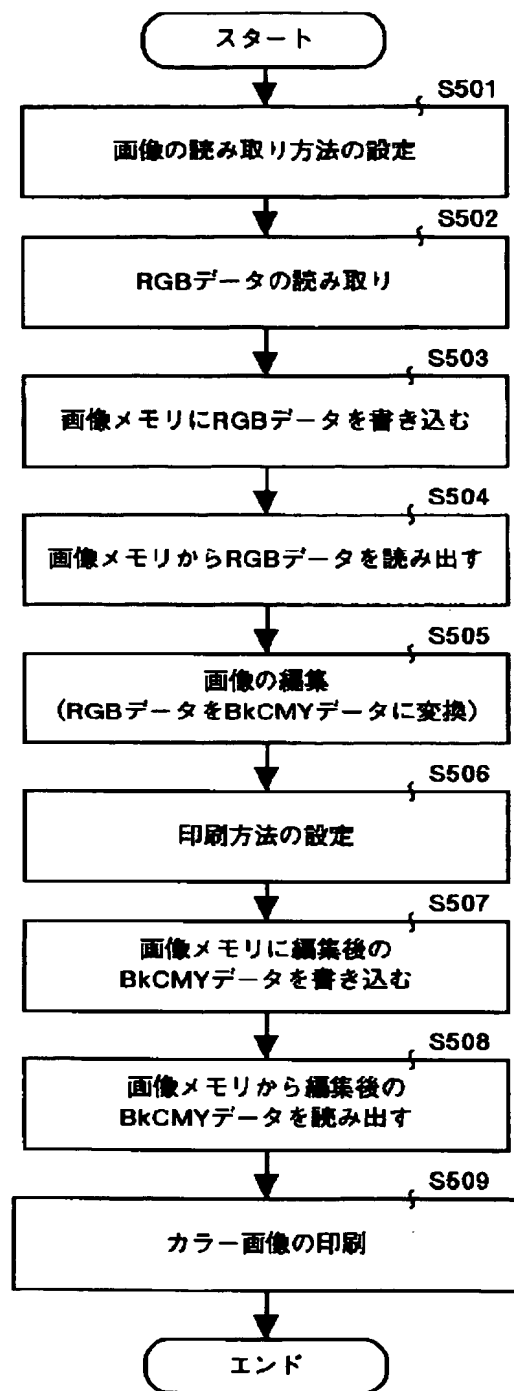 スタート
S501
画像の読み取り方法の設定
S502
RGBデータの読み取り
S503
画像メモリにRGBデータを書き込む
S504
画像メモリからRGBデータを読み出す
S505
画像の編集
(RGBデータをBkCMYデータに変換)
S506
印刷方法の設定
S507
画像メモリに編集後の
BkCMYデータを書き込む
S508
画像メモリから編集後の
BkCMYデータを読み出す
S509
カラー画像の印刷
エンド